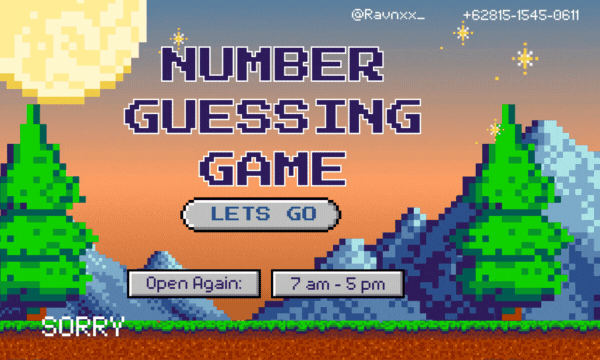 @Ravnxx_ +62815-1545-0611
NUMBER
GUESSING
GAME
LETS GO
Open Again: 7 am - 5 pm
SORRY